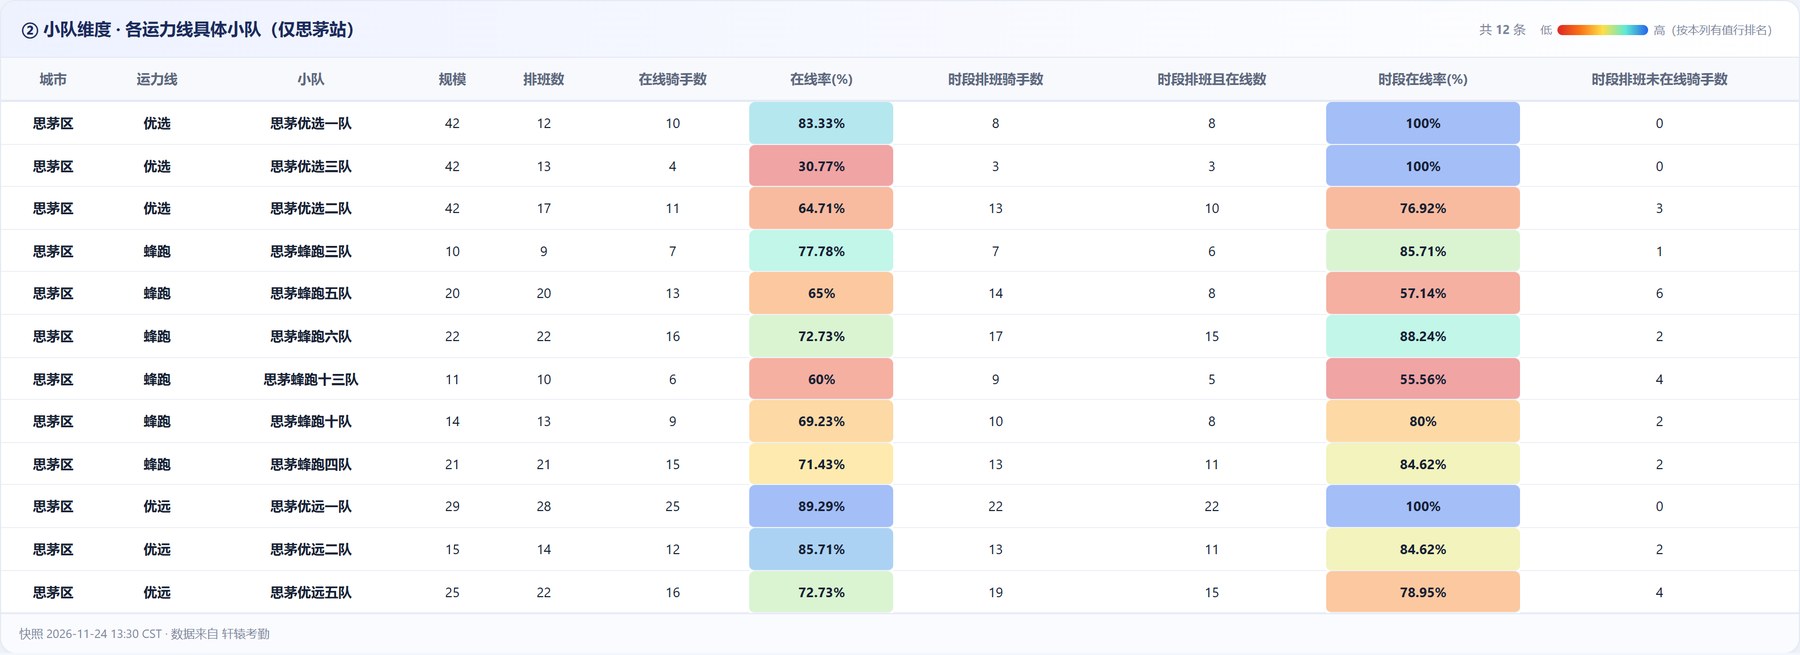 ② 小队维度 · 各运力线具体小队（仅思茅站）
共 12 条 低 高 (按本列有值行排名)
城市 运力线 小队 规模 排班数 在线骑手数 在线率(%) 时段排班骑手数 时段排班且在线数 时段在线率(%) 时段排班未在线骑手数
思茅区 优选 思茅优选一队 42 12 10 83.33% 8 8 100% 0
思茅区 优选 思茅优选三队 42 13 4 30.77% 3 3 100% 0
思茅区 优选 思茅优选二队 42 17 11 64.71% 13 10 76.92% 3
思茅区 蜂跑 思茅蜂跑三队 10 9 7 77.78% 7 6 85.71% 1
思茅区 蜂跑 思茅蜂跑五队 20 20 13 65% 14 8 57.14% 6
思茅区 蜂跑 思茅蜂跑六队 22 22 16 72.73% 17 15 88.24% 2
思茅区 蜂跑 思茅蜂跑十三队 11 10 6 60% 9 5 55.56% 4
思茅区 蜂跑 思茅蜂跑十队 14 13 9 69.23% 10 8 80% 2
思茅区 蜂跑 思茅蜂跑四队 21 21 15 71.43% 13 11 84.62% 2
思茅区 优远 思茅优远一队 29 28 25 89.29% 22 22 100% 0
思茅区 优远 思茅优远二队 15 14 12 85.71% 13 11 84.62% 2
思茅区 优远 思茅优远五队 25 22 16 72.73% 19 15 78.95% 4
快照 2026-11-24 13:30 CST · 数据来自 轩辕考勤